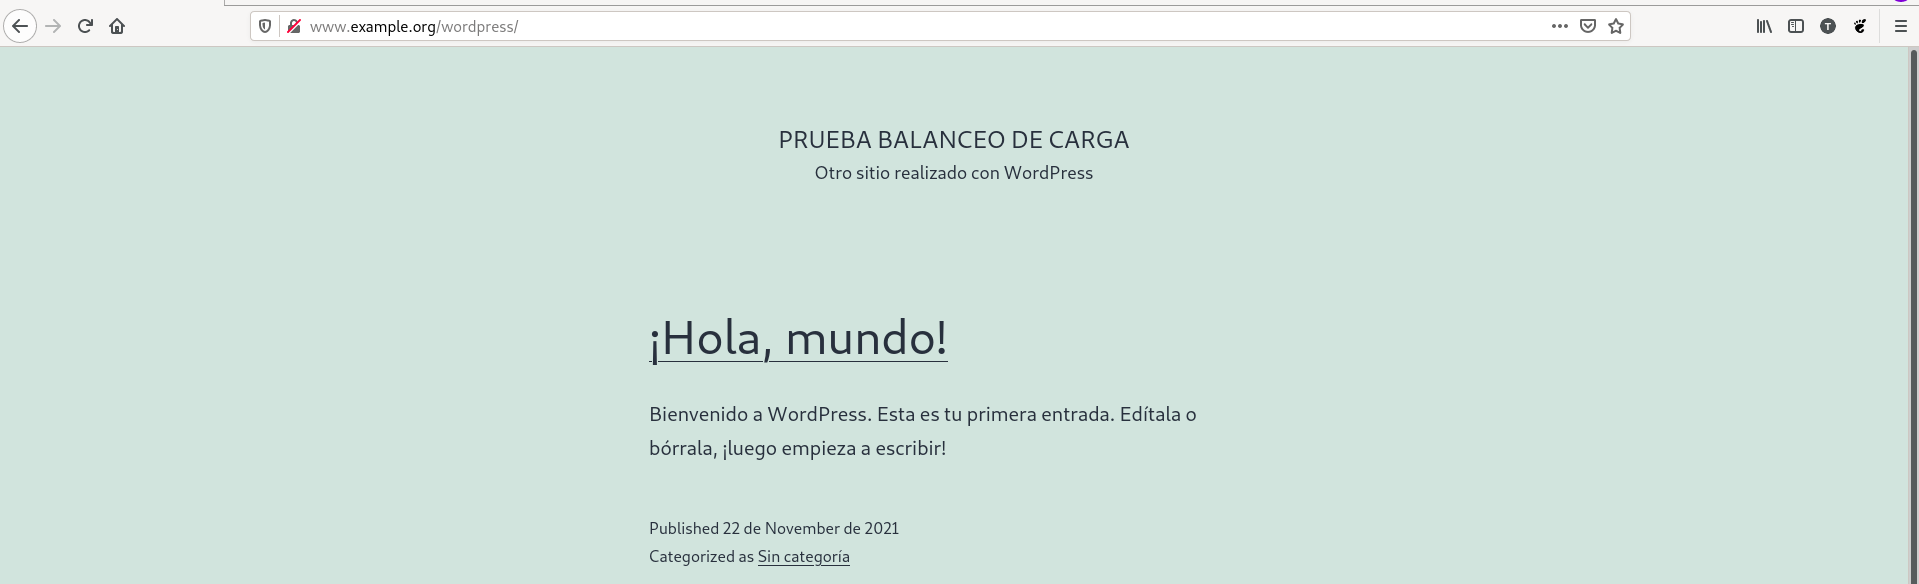 www.example.org/wordpress/
T
PRUEBA BALANCEO DE CARGA
Otro sitio realizado con WordPress
¡Hola, mundo!
Bienvenido a WordPress. Esta es tu primera entrada. Edítala o
bórrala, ¡luego empieza a escribir!
Published 22 de November de 2021
Categorized as Sin categoría